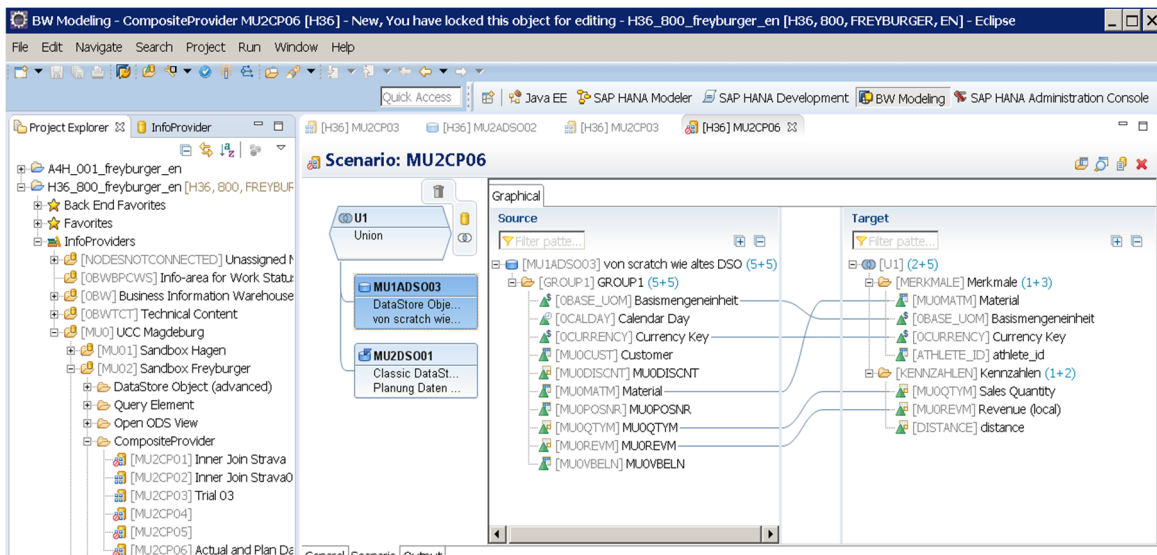 BW Modeling - CompositeProvider MU2CP06 [H36] - New, You have locked this object for editing - H36_800_freyburger_en [H36, 800, FREYBURGER, EN] - Eclipse
File Edit Navigate Search Project Run Window Help
Quick Access Java EE SAP HANA Modeler SAP HANA Development BW Modeling SAP HANA Administration Console
Project Explorer InfoProvider
[H36] MU2CP03 [H36] MU2ADSO02 [H36] MU2CP03 [H36] MU2CP06
A4H_001_freyburger_en
H36_800_freyburger_en [H36, 800, FREYBUR
Back End Favorites
Favorites
InfoProviders
[NODESNOTCONNECTED] Unassigned N
[0BWBPCWS] Info-area for Work Statu
[0BW] Business Information Warehouse
[0BWTCT] Technical Content
[MU0] UCC Magdeburg
[MU01] Sandbox Hagen
[MU02] Sandbox Freyburger
DataStore Object (advanced)
Query Element
Open ODS View
CompositeProvider
[MU2CP01] Inner Join Strava
[MU2CP02] Inner Join Strava0
[MU2CP03] Trial 03
[MU2CP04]
[MU2CP05]
[MU2CP06] Actual and Plan Da
Scenario: MU2CP06
U1
Union
MU1ADSO03
DataStore Obje...
von scratch wie...
MU2DSO01
Classic DataSt...
Planung Daten ...
Graphical
Source
Filter patte...
[MU1ADSO03] von scratch wie altes DSO (5+5)
[GROUP1] GROUP1 (5+5)
[0BASE_UOM] Basismengeneinheit
[0CALDAY] Calendar Day
[0CURRENCY] Currency Key
[MU0CUST] Customer
[MU0DISCNT] MU0DISCNT
[MU0MATM] Material
[MU0POSNR] MU0POSNR
[MU0QTYM] MU0QTYM
[MU0REVM] MU0REVM
[MU0VBELN] MU0VBELN
Target
Filter patte...
[U1] (2+5)
[MERKMALE] Merkmale (1+3)
[MU0MATM] Material
[0BASE_UOM] Basismengeneinheit
[0CURRENCY] Currency Key
[ATHLETE_ID] athlete_id
[KENNZAHLEN] Kennzahlen (1+2)
[MU0QTYM] Sales Quantity
[MU0REVM] Revenue (local)
[DISTANCE] distance
General Scenario Output